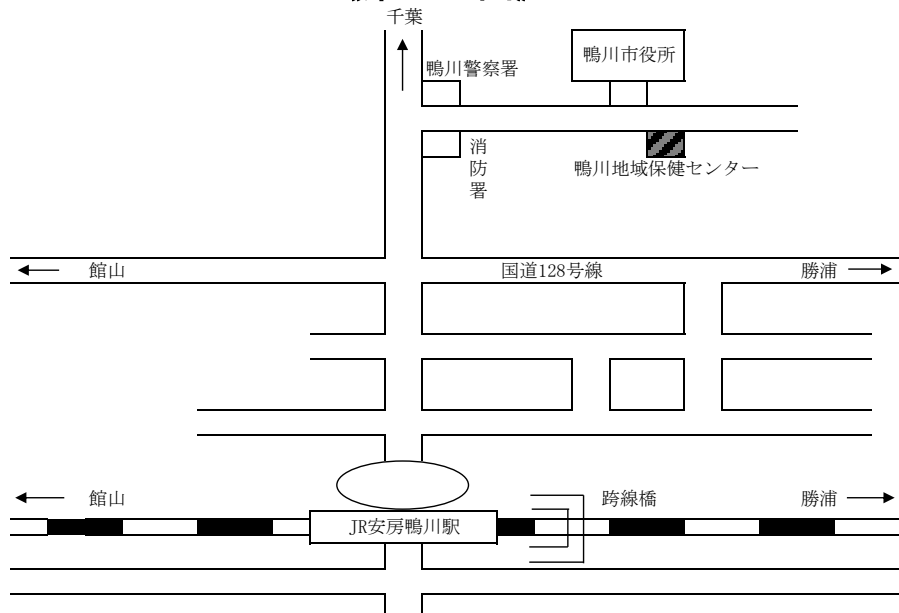 千葉
鴨川警察署
鴨川市役所
消防署
鴨川地域保健センター
館山
国道128号線
勝浦
館山
跨線橋
勝浦
JR安房鴨川駅